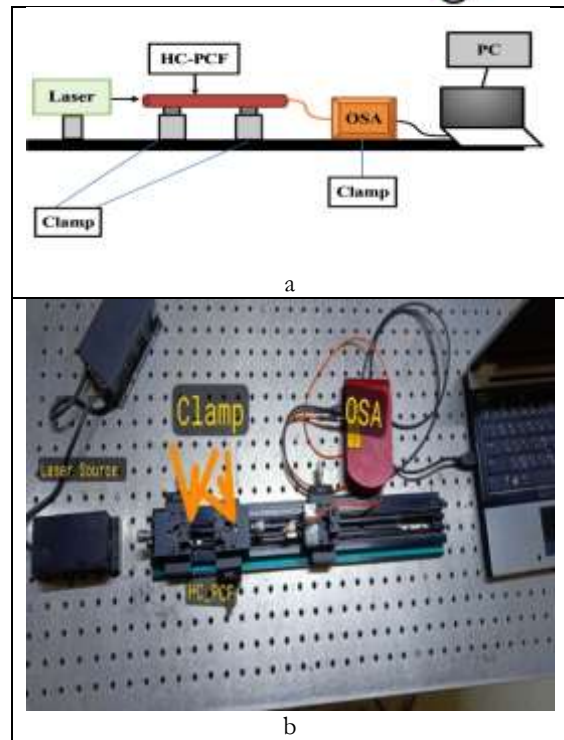 HC-PCF
PC
Laser
OSA
Clamp
Clamp
a
Clamp
OSA
Laser Source
HC_PCF
b